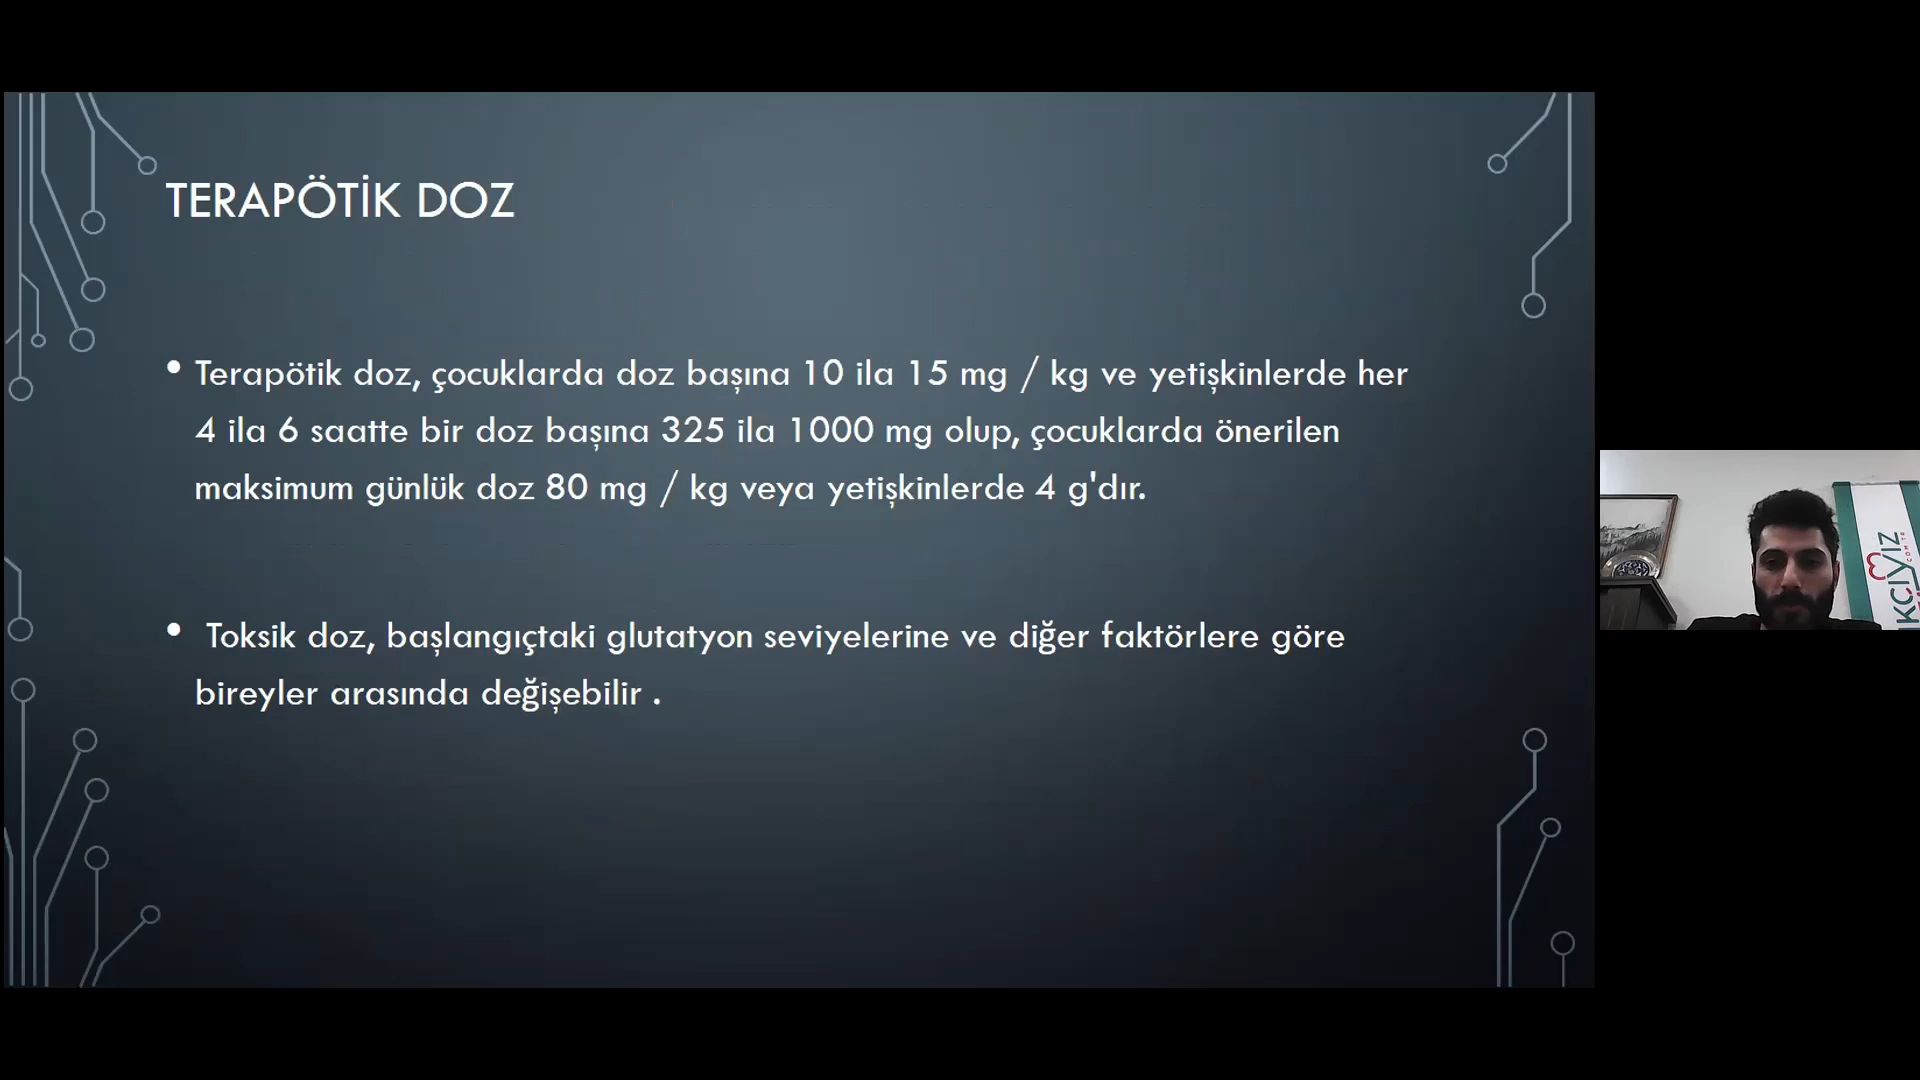 TERAPÖTİK DOZ
• Terapötik doz, çocuklarda doz başına 10 ila 15 mg / kg ve yetişkinlerde her
4 ila 6 saatte bir doz başına 325 ila 1000 mg olup, çocuklarda önerilen
maksimum günlük doz 80 mg / kg veya yetişkinlerde 4 g'dır.
• Toksik doz, başlangıçtaki glutatyon seviyelerine ve diğer faktörlere göre
bireyler arasında değişebilir .